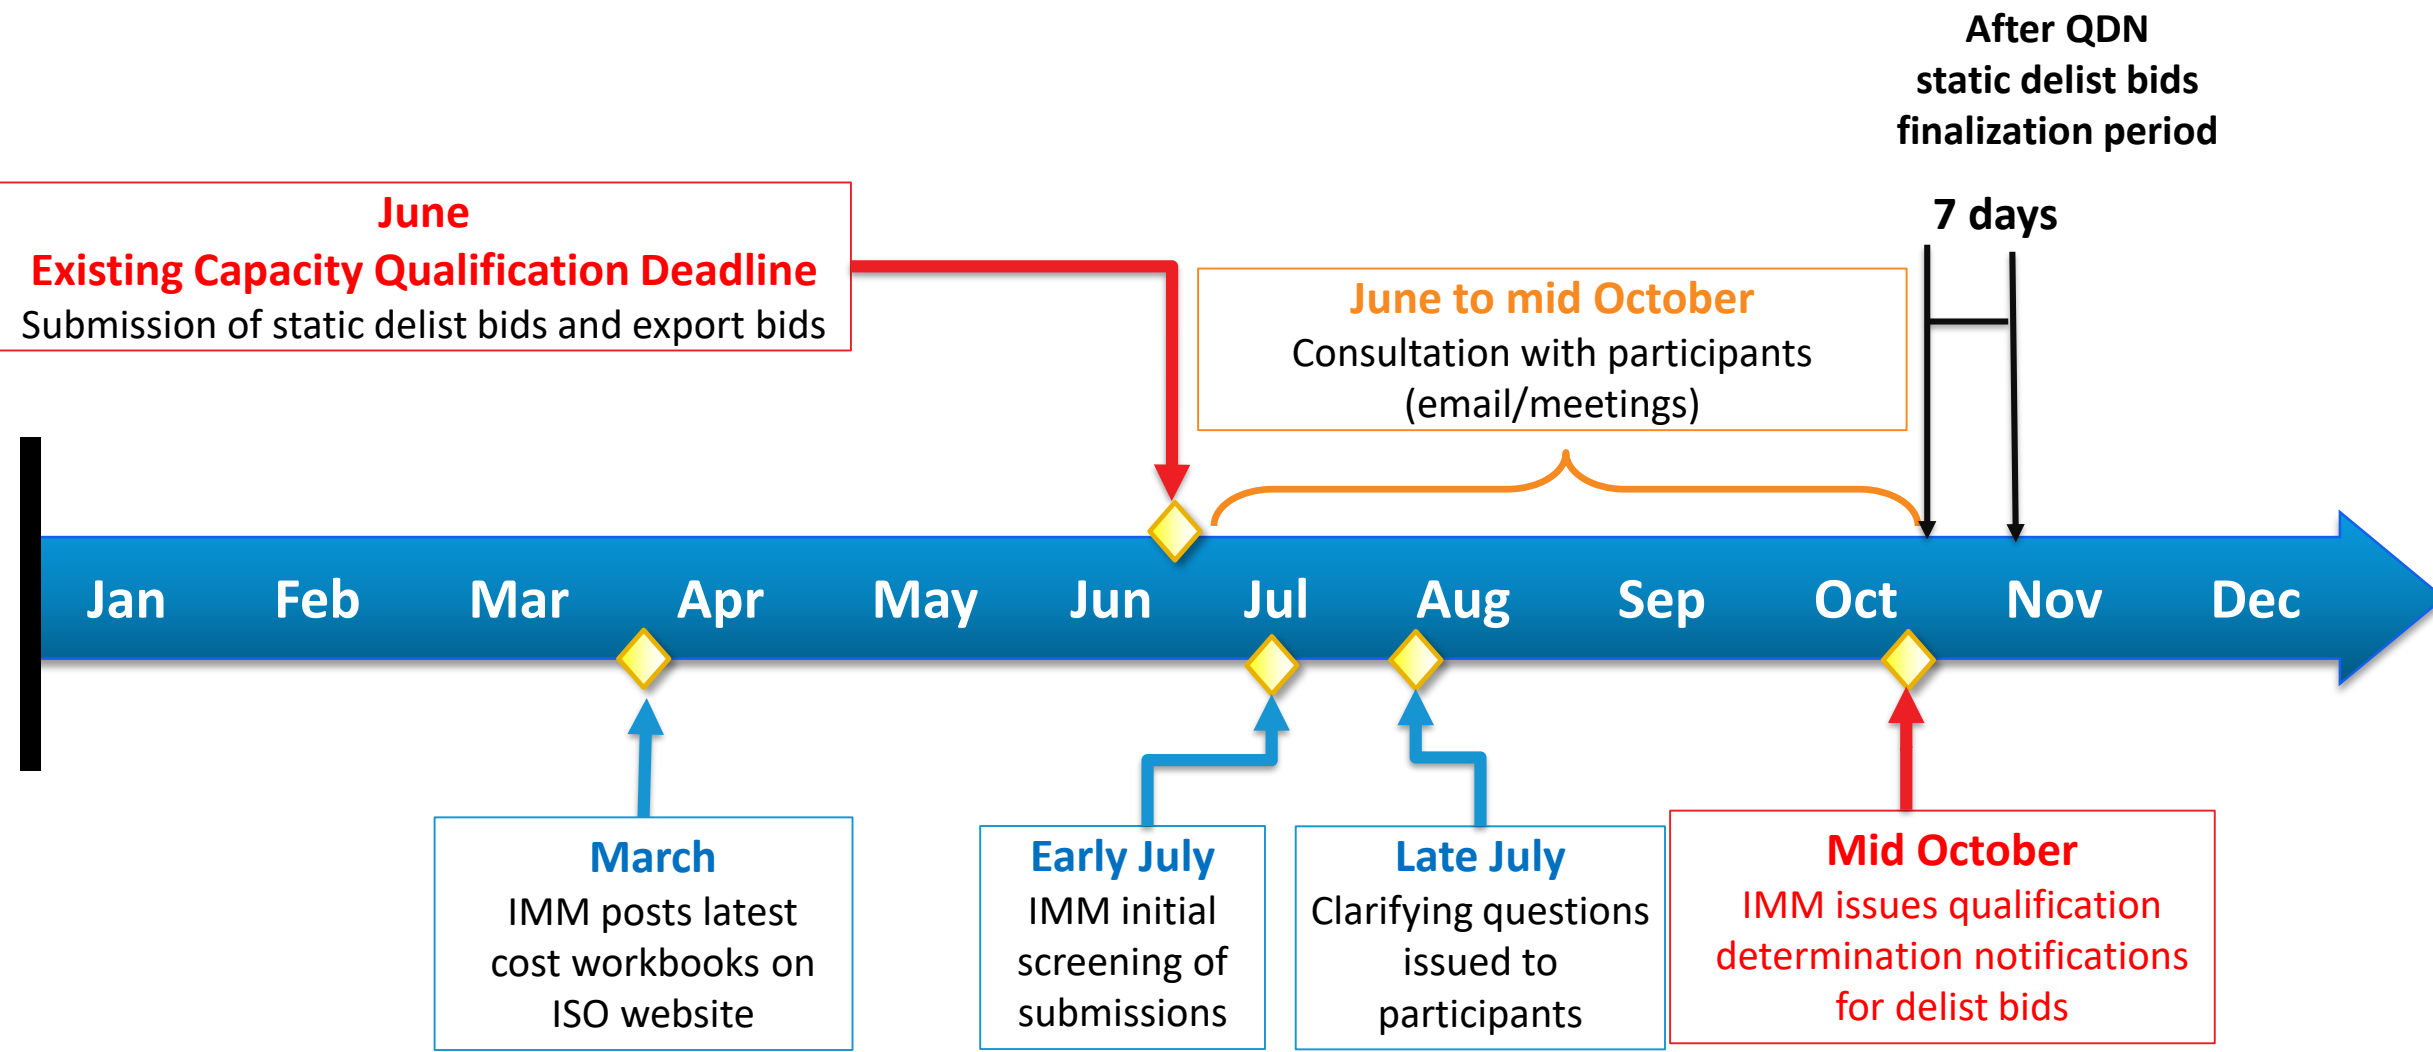 After QDN
static delist bids
finalization period
7 days
June
Existing Capacity Qualification Deadline
Submission of static delist bids and export bids
June to mid October
Consultation with participants
(email/meetings)
Jan Feb Mar Apr May Jun Jul Aug Sep Oct Nov Dec
March
IMM posts latest
cost workbooks on
ISO website
Early July
IMM initial
screening of
submissions
Late July
Clarifying questions
issued to
participants
Mid October
IMM issues qualification
determination notifications
for delist bids